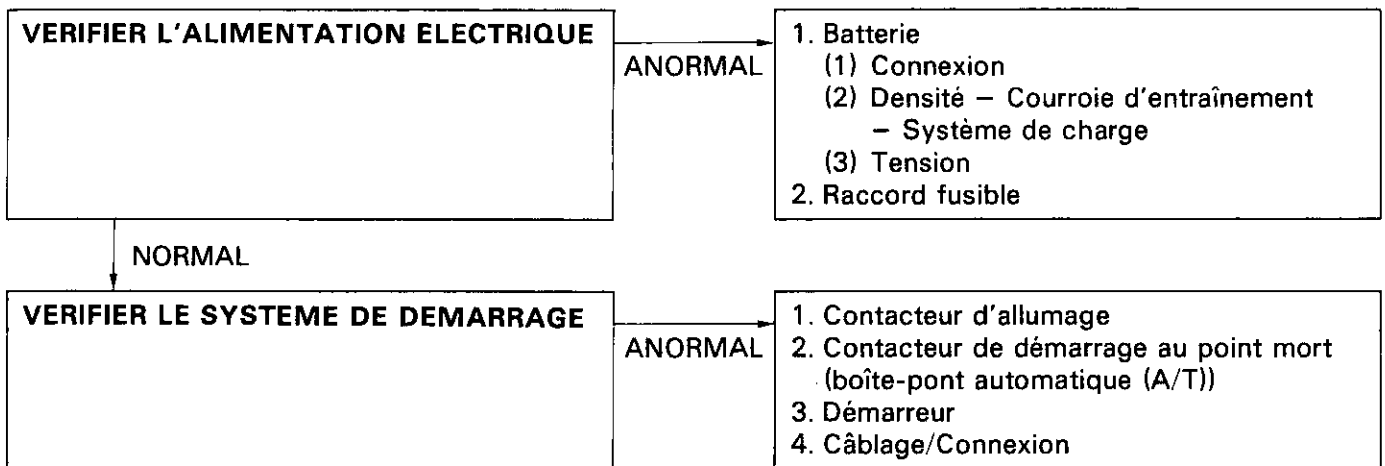 VERIFIER L'ALIMENTATION ELECTRIQUE
ANORMAL
1. Batterie
(1) Connexion
(2) Densité – Courroie d'entraînement
– Système de charge
(3) Tension
2. Raccord fusible
NORMAL
VERIFIER LE SYSTEME DE DEMARRAGE
ANORMAL
1. Contacteur d'allumage
2. Contacteur de démarrage au point mort
(boîte-pont automatique (A/T))
3. Démarreur
4. Câblage/Connexion